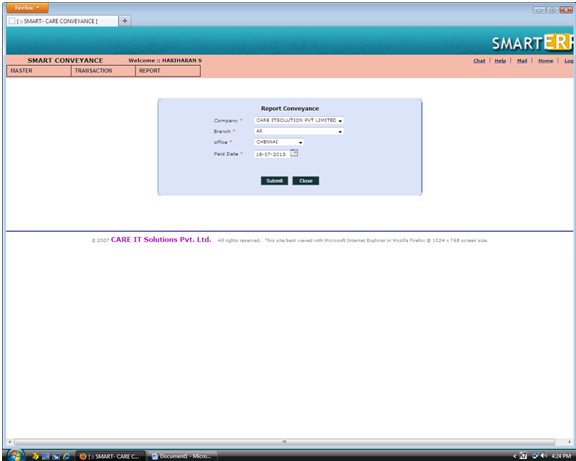 Firefox
[ :: SMART- CARE CONVEYANCE ]
SMARTERP
SMART CONVEYANCE Welcome :: HARIHARAN S Chat | Help | Mail | Home | Log
MASTER TRANSACTION REPORT
Report Conveyance
Company * CARE ITSOLUTION PVT LIMITED
Branch * All
office * CHENNAI
Paid Date * 18-07-2013
Submit Close
© 2007 CARE IT Solutions Pvt. Ltd. All rights reserved. This site best viewed with Microsoft Internet Explorer or Mozilla Firefox @ 1024 x 768 screen size.
[ :: SMART- CARE C... Document1 - Micro... 4:24 PM